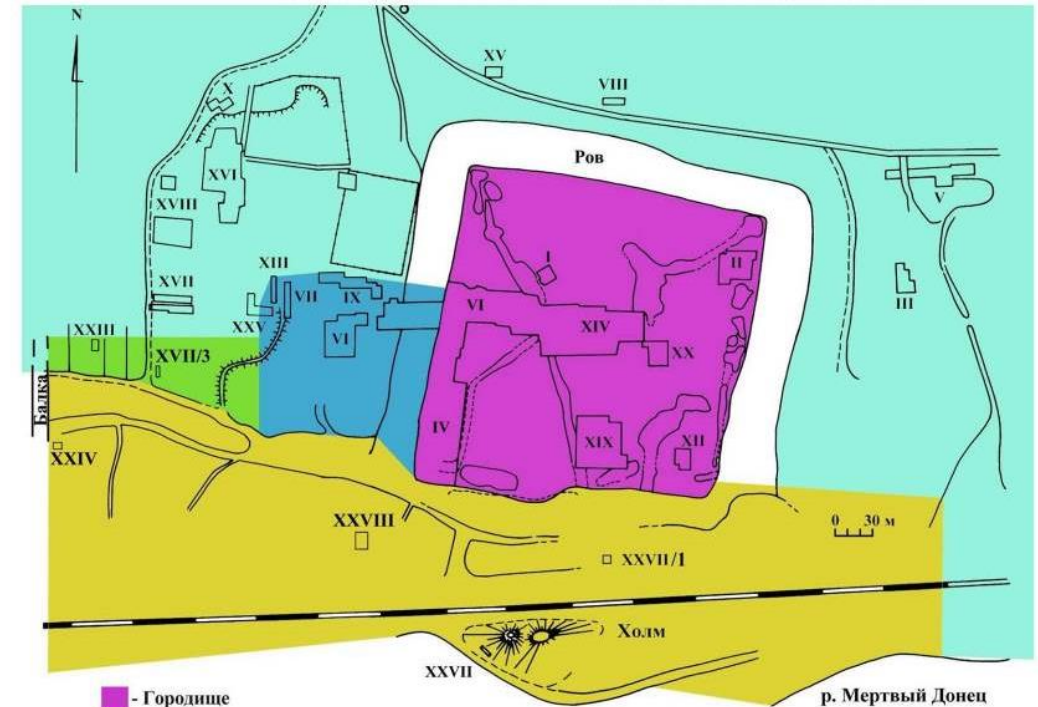 N
XV
VIII
X
Ров
XVI
V
XVIII
I
II
XIII
III
XVII
VII
IX
VI
XXV
XIV
XXIII
VI
XX
XVII/3
Балка
IV
XIX
XII
XXIV
XXVIII
0 30 м
XXVII/1
Холм
XXVII
- Городище
р. Мертвый Донец